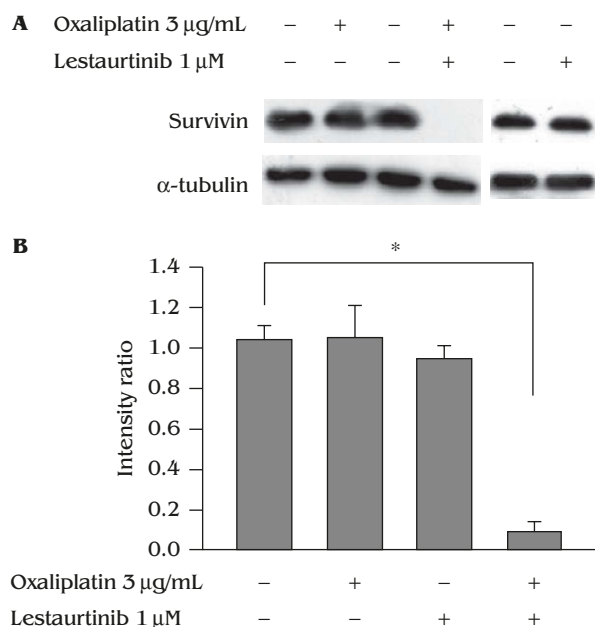 A Oxaliplatin 3 µg/mL – + – + – –
Lestaurtinib 1 µM – – – + – +
Survivin
α-tubulin
B
*
1.4
1.2
1.0
0.8
0.6
0.4
0.2
0.0
Intensity ratio
Oxaliplatin 3 µg/mL – + – +
Lestaurtinib 1 µM – – + +